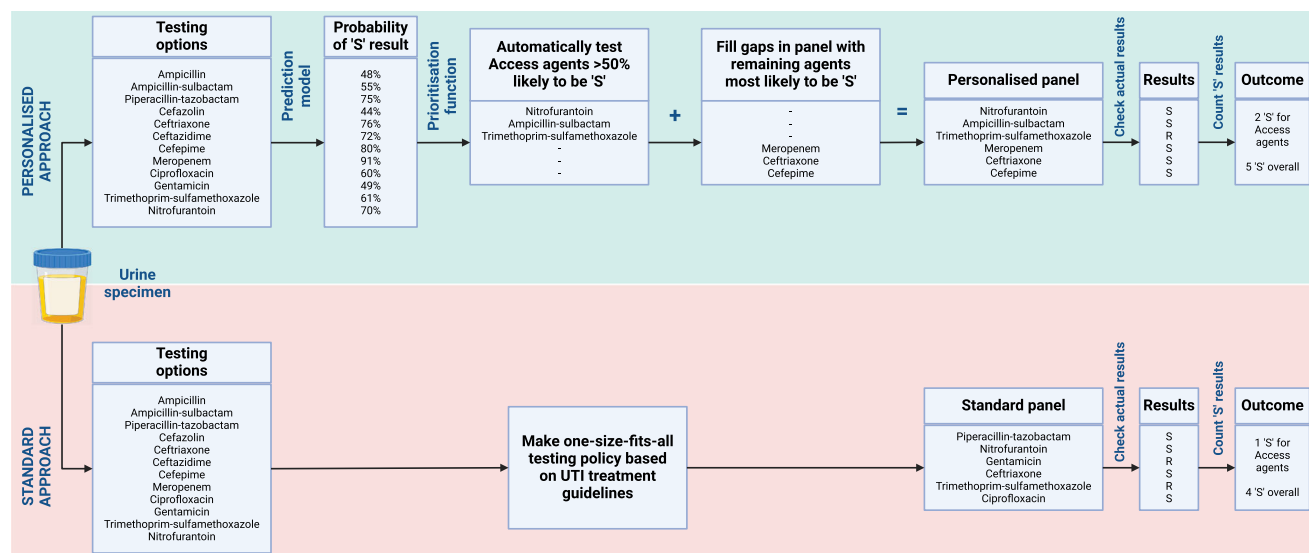 PERSONALISED
APPROACH
Testing
options
Ampicillin
Ampicillin-sulbactam
Piperacillin-tazobactam
Cefazolin
Ceftriaxone
Ceftazidime
Cefepime
Meropenem
Ciprofloxacin
Gentamicin
Trimethoprim-sulfamethoxazole
Nitrofurantoin
Prediction
model
Probability
of 'S' result
48%
55%
75%
44%
76%
72%
80%
91%
60%
49%
61%
70%
Prioritisation
function
Automatically test
Access agents >50%
likely to be 'S'
Nitrofurantoin
Ampicillin-sulbactam
Trimethoprim-sulfamethoxazole
-
-
-
+
Fill gaps in panel with
remaining agents
most likely to be 'S'
-
-
-
Meropenem
Ceftriaxone
Cefepime
=
Personalised panel
Nitrofurantoin
Ampicillin-sulbactam
Trimethoprim-sulfamethoxazole
Meropenem
Ceftriaxone
Cefepime
Check actual results
Results
S
S
R
S
S
S
Count 'S' results
Outcome
2 'S' for
Access
agents
5 'S' overall
Urine
specimen
STANDARD
APPROACH
Testing
options
Ampicillin
Ampicillin-sulbactam
Piperacillin-tazobactam
Cefazolin
Ceftriaxone
Ceftazidime
Cefepime
Meropenem
Ciprofloxacin
Gentamicin
Trimethoprim-sulfamethoxazole
Nitrofurantoin
Make one-size-fits-all
testing policy based
on UTI treatment
guidelines
Standard panel
Piperacillin-tazobactam
Nitrofurantoin
Gentamicin
Ceftriaxone
Trimethoprim-sulfamethoxazole
Ciprofloxacin
Check actual results
Results
S
S
R
S
R
S
Count 'S' results
Outcome
1 'S' for
Access
agents
4 'S' overall